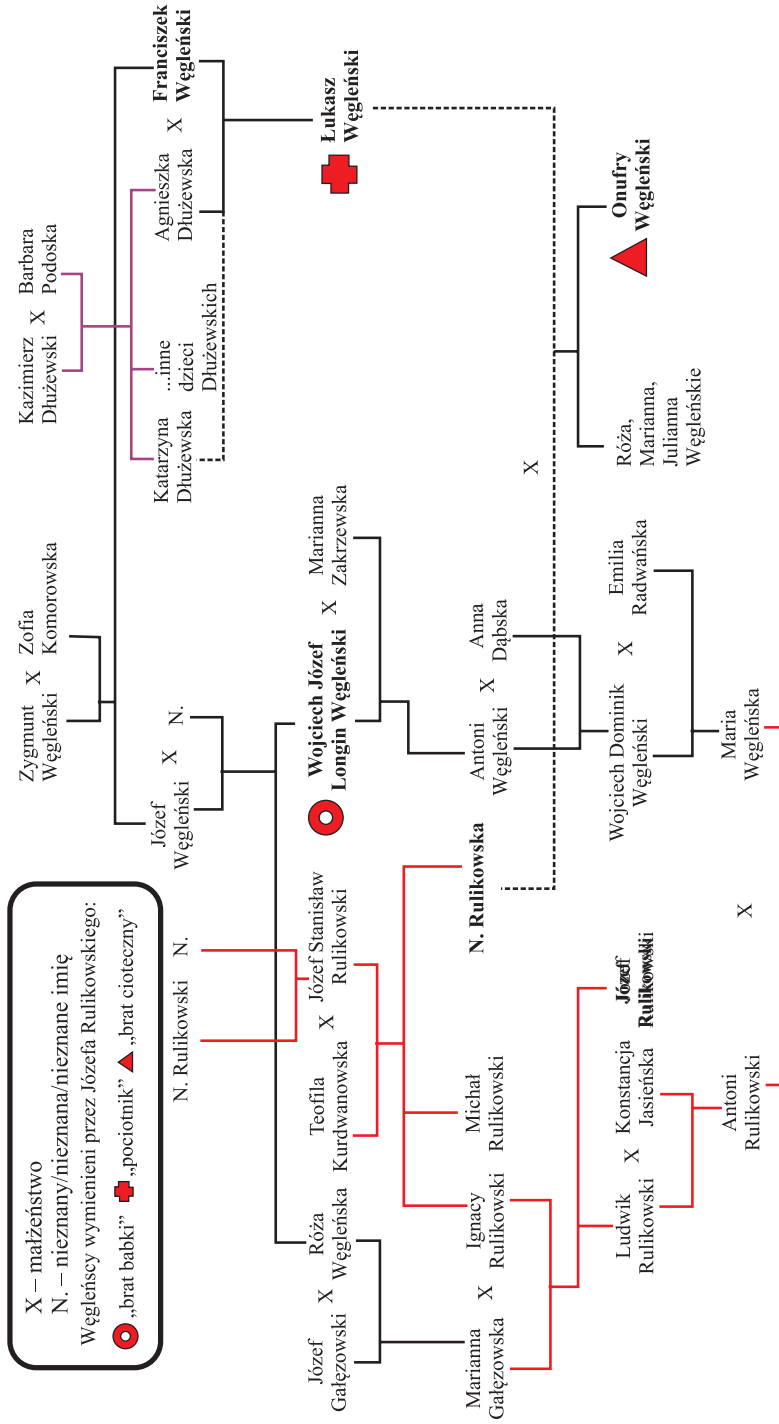 X – małżeństwo
N. – nieznany/nieznana/nieznane imię
Węgleńscy wymienieni przez Józefa Rulikowskiego:
„brat babki”
„pociotnik”
„brat cioteczny”
N. Rulikowski
N.
Zygmunt
Węgleński
X
Zofia
Komorowska
Kazimierz
Dłużewski
X
Barbara
Podoska
Józef
Węgleński
X
N.
Katarzyna
Dłużewska
...inne
dzieci
Dłużewskich
Agnieszka
Dłużewska
X
Franciszek
Węgleński
Józef
Gałęzowski
X
Róża
Węgleńska
Teofila
Kurdwanowska
X
Józef Stanisław
Rulikowski
Wojciech Józef
Longin Węgleński
X
Marianna
Zakrzewska
Łukasz
Węgleński
Marianna
Gałęzowska
X
Ignacy
Rulikowski
Michał
Rulikowski
N. Rulikowska
Antoni
Węgleński
X
Anna
Dąbska
X
Ludwik
Rulikowski
X
Konstancja
Jasieńska
Józef
Rulikowski
Wojciech Dominik
Węgleński
X
Emilia
Radwańska
Róża,
Marianna,
Julianna
Węgleńskie
Onufry
Węgleński
Antoni
Rulikowski
X
Maria
Węgleńska